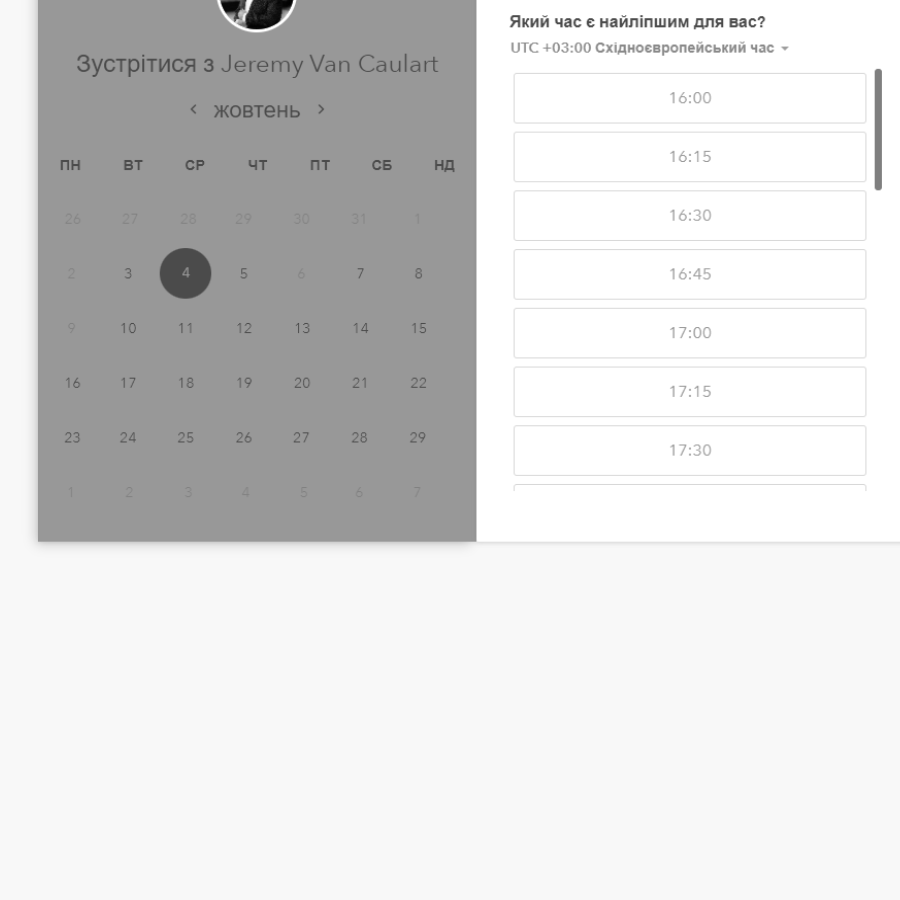 Зустрітися з Jeremy Van Caulart
жовтень
ПН ВТ СР ЧТ ПТ СБ НД
26 27 28 29 30 31 1
2 3 4 5 6 7 8
9 10 11 12 13 14 15
16 17 18 19 20 21 22
23 24 25 26 27 28 29
1 2 3 4 5 6 7
Який час є найліпшим для вас?
UTC +03:00 Східноєвропейський час
16:00
16:15
16:30
16:45
17:00
17:15
17:30